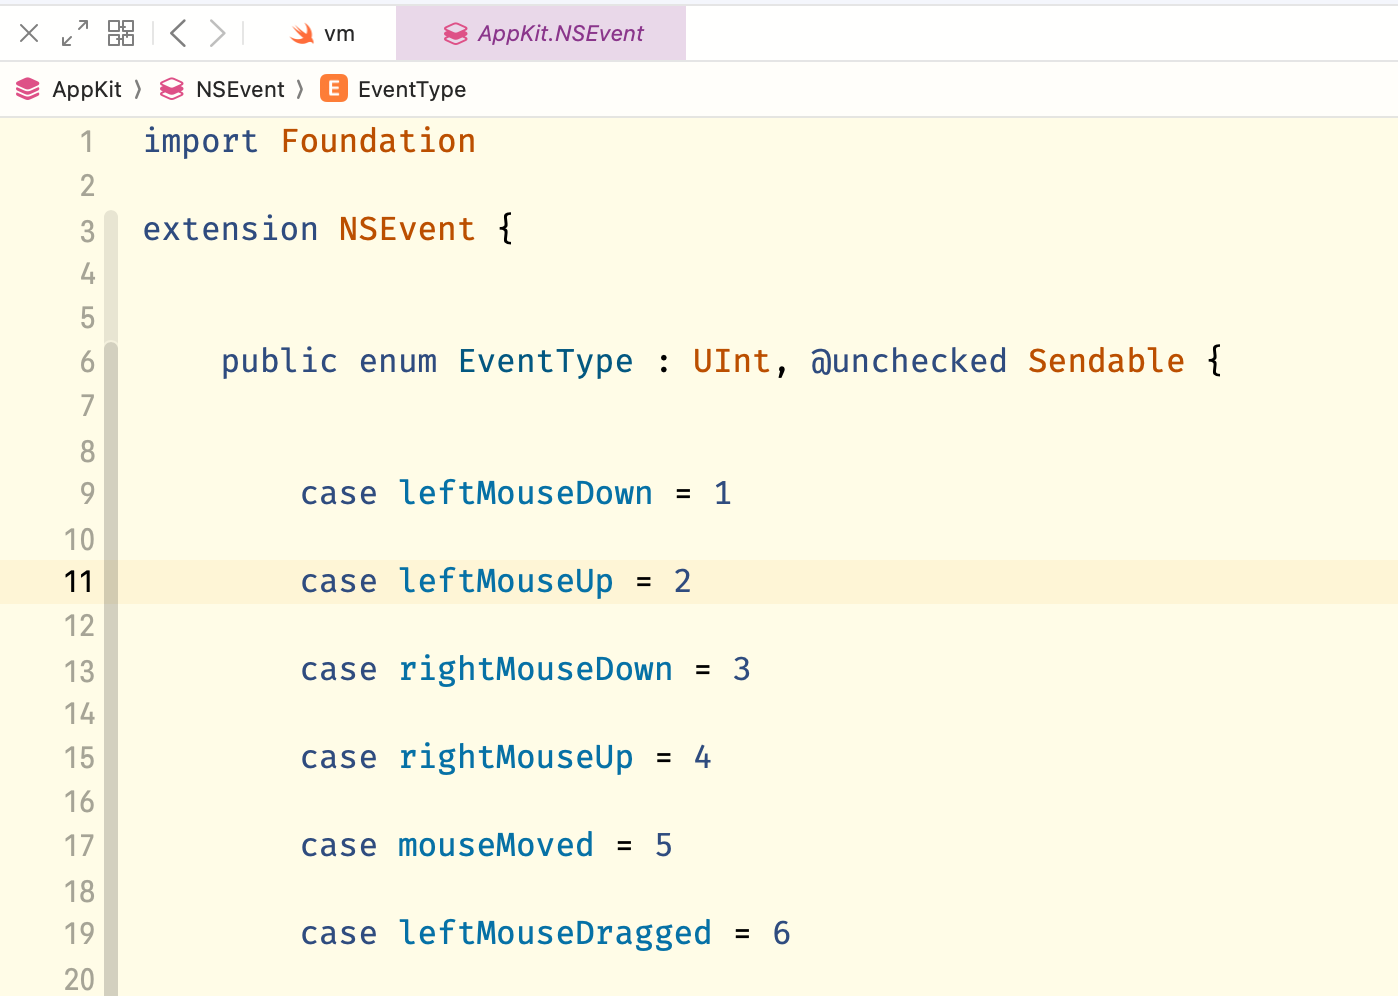 vm AppKit.NSEvent
AppKit ⟩ NSEvent ⟩ E EventType
1 import Foundation
2
3 extension NSEvent {
4
5
6 public enum EventType : UInt, @unchecked Sendable {
7
8
9 case leftMouseDown = 1
10
11 case leftMouseUp = 2
12
13 case rightMouseDown = 3
14
15 case rightMouseUp = 4
16
17 case mouseMoved = 5
18
19 case leftMouseDragged = 6
20